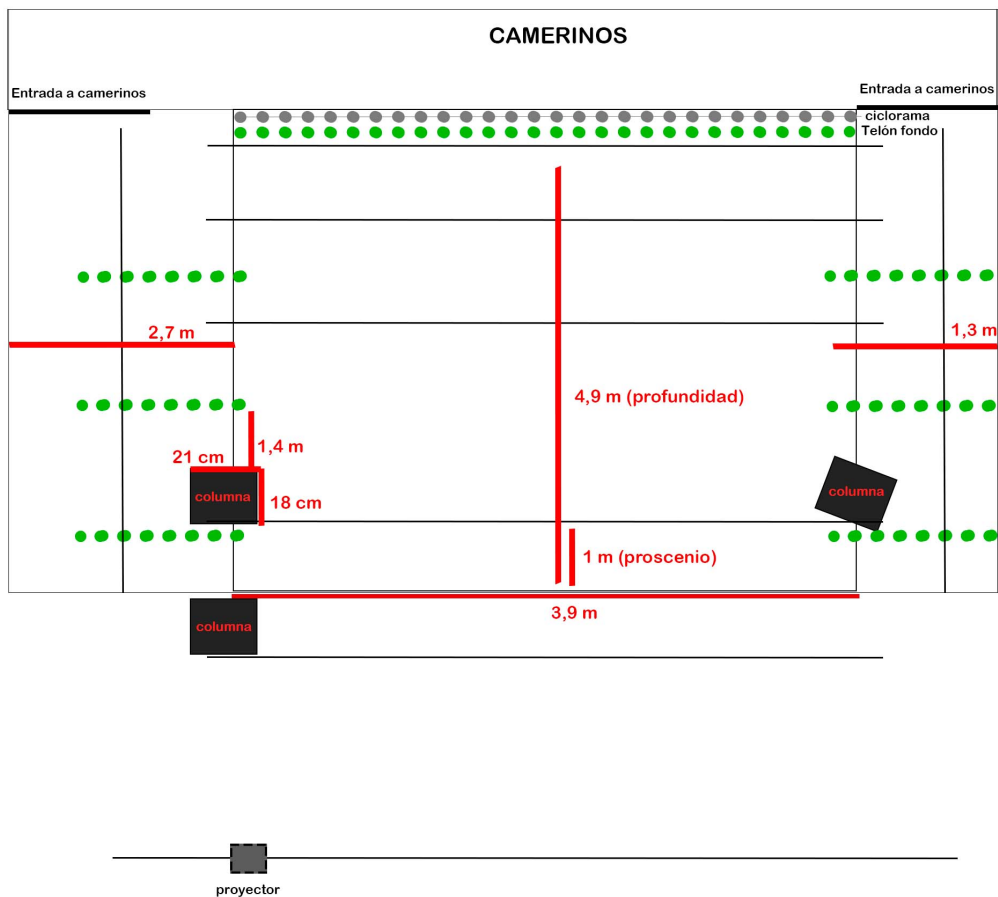 CAMERINOS
Entrada a camerinos
Entrada a camerinos
ciclorama
Telón fondo
2,7 m
1,3 m
4,9 m (profundidad)
1,4 m
21 cm
columna
18 cm
columna
1 m (proscenio)
3,9 m
columna
proyector